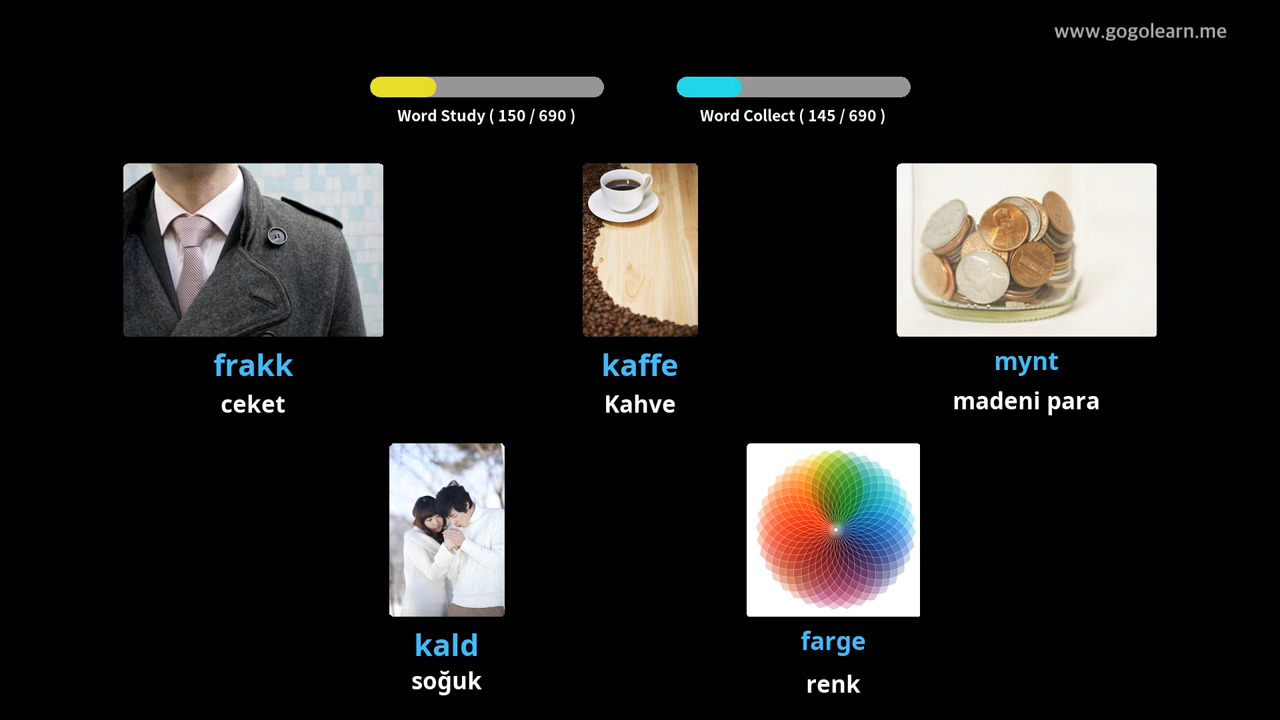 www.gogolearn.me
Word Study ( 150 / 690 )
Word Collect ( 145 / 690 )
frakk
ceket
kaffe
Kahve
mynt
madeni para
kald
soğuk
farge
renk